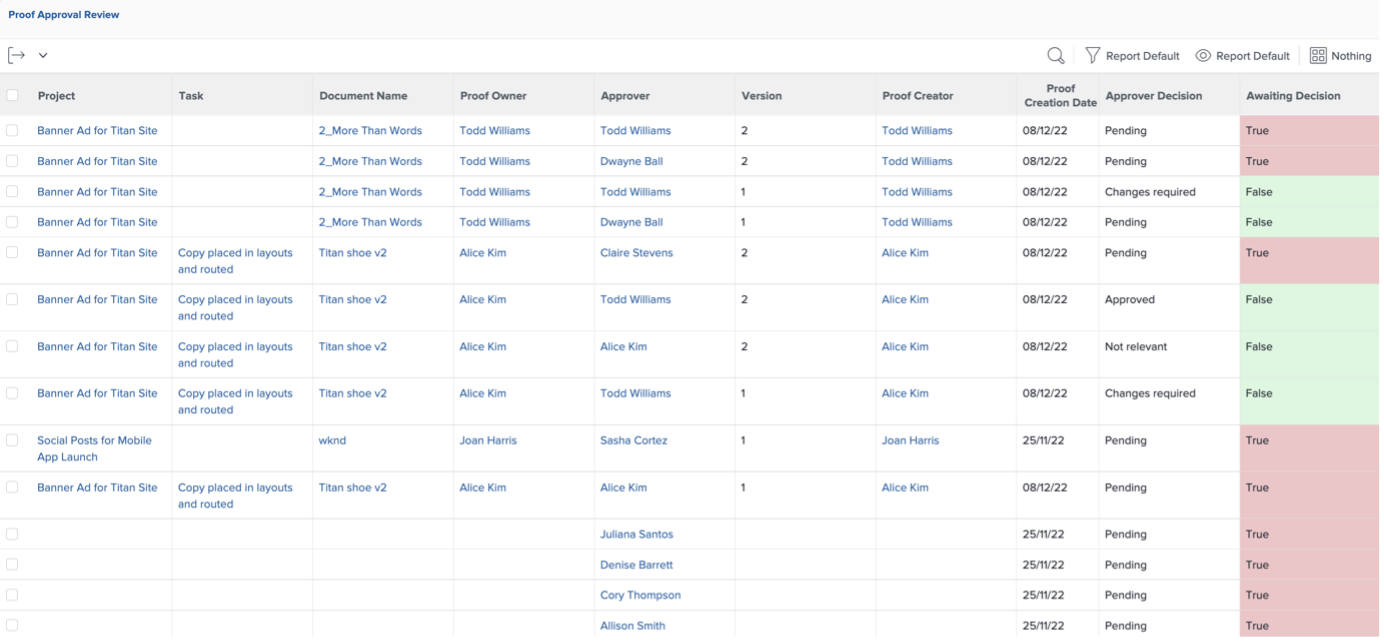 Proof Approval Review
Report Default Report Default Nothing
Project Task Document Name Proof Owner Approver Version Proof Creator Proof Creation Date Approver Decision Awaiting Decision
Banner Ad for Titan Site 2_More Than Words Todd Williams Todd Williams 2 Todd Williams 08/12/22 Pending True
Banner Ad for Titan Site 2_More Than Words Todd Williams Dwayne Ball 2 Todd Williams 08/12/22 Pending True
Banner Ad for Titan Site 2_More Than Words Todd Williams Todd Williams 1 Todd Williams 08/12/22 Changes required False
Banner Ad for Titan Site 2_More Than Words Todd Williams Dwayne Ball 1 Todd Williams 08/12/22 Pending False
Banner Ad for Titan Site Copy placed in layouts Titan shoe v2 Alice Kim Claire Stevens 2 Alice Kim 08/12/22 Pending True
and routed
Banner Ad for Titan Site Copy placed in layouts Titan shoe v2 Alice Kim Todd Williams 2 Alice Kim 08/12/22 Approved False
and routed
Banner Ad for Titan Site Copy placed in layouts Titan shoe v2 Alice Kim Alice Kim 2 Alice Kim 08/12/22 Not relevant False
and routed
Banner Ad for Titan Site Copy placed in layouts Titan shoe v2 Alice Kim Todd Williams 1 Alice Kim 08/12/22 Changes required False
and routed
Social Posts for Mobile wknd Joan Harris Sasha Cortez 1 Joan Harris 25/11/22 Pending True
App Launch
Banner Ad for Titan Site Copy placed in layouts Titan shoe v2 Alice Kim Alice Kim 1 Alice Kim 08/12/22 Pending True
and routed
Juliana Santos 25/11/22 Pending True
Denise Barrett 25/11/22 Pending True
Cory Thompson 25/11/22 Pending True
Allison Smith 25/11/22 Pending True